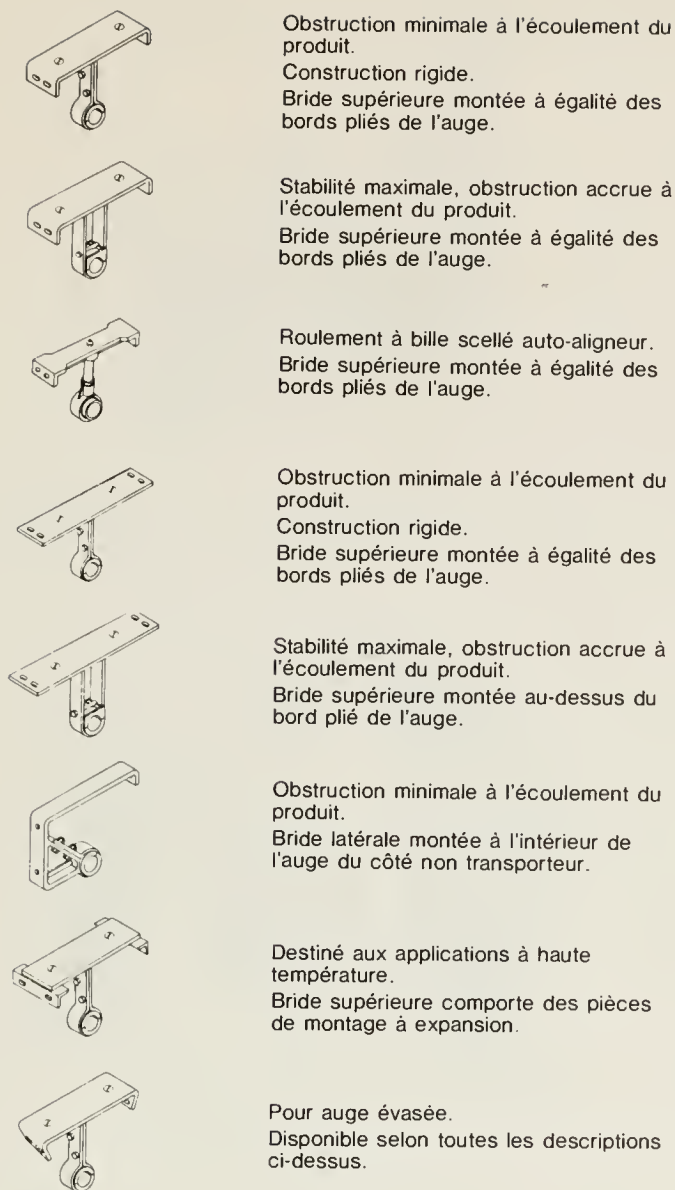 Obstruction minimale à l'écoulement du
produit.
Construction rigide.
Bride supérieure montée à égalité des
bords pliés de l'auge.
Stabilité maximale, obstruction accrue à
l'écoulement du produit.
Bride supérieure montée à égalité des
bords pliés de l'auge.
Roulement à bille scellé auto-aligneur.
Bride supérieure montée à égalité des
bords pliés de l'auge.
Obstruction minimale à l'écoulement du
produit.
Construction rigide.
Bride supérieure montée à égalité des
bords pliés de l'auge.
Stabilité maximale, obstruction accrue à
l'écoulement du produit.
Bride supérieure montée au-dessus du
bord plié de l'auge.
Obstruction minimale à l'écoulement du
produit.
Bride latérale montée à l'intérieur de
l'auge du côté non transporteur.
Destiné aux applications à haute
température.
Bride supérieure comporte des pièces
de montage à expansion.
Pour auge évasée.
Disponible selon toutes les descriptions
ci-dessus.